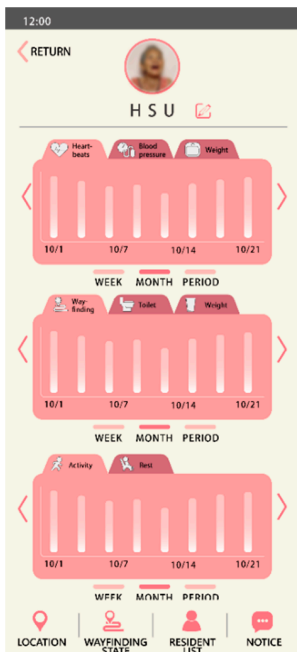 12:00
RETURN
HSU
Heart-
beats
Blood
pressure
Weight
10/1 10/7 10/14 10/21
WEEK MONTH PERIOD
Way-
finding
Toilet
Weight
10/1 10/7 10/14 10/21
WEEK MONTH PERIOD
Activity
Rest
10/1 10/7 10/14 10/21
WEEK MONTH PERIOD
LOCATION
WAYFINDING
STATE
RESIDENT
LIST
NOTICE